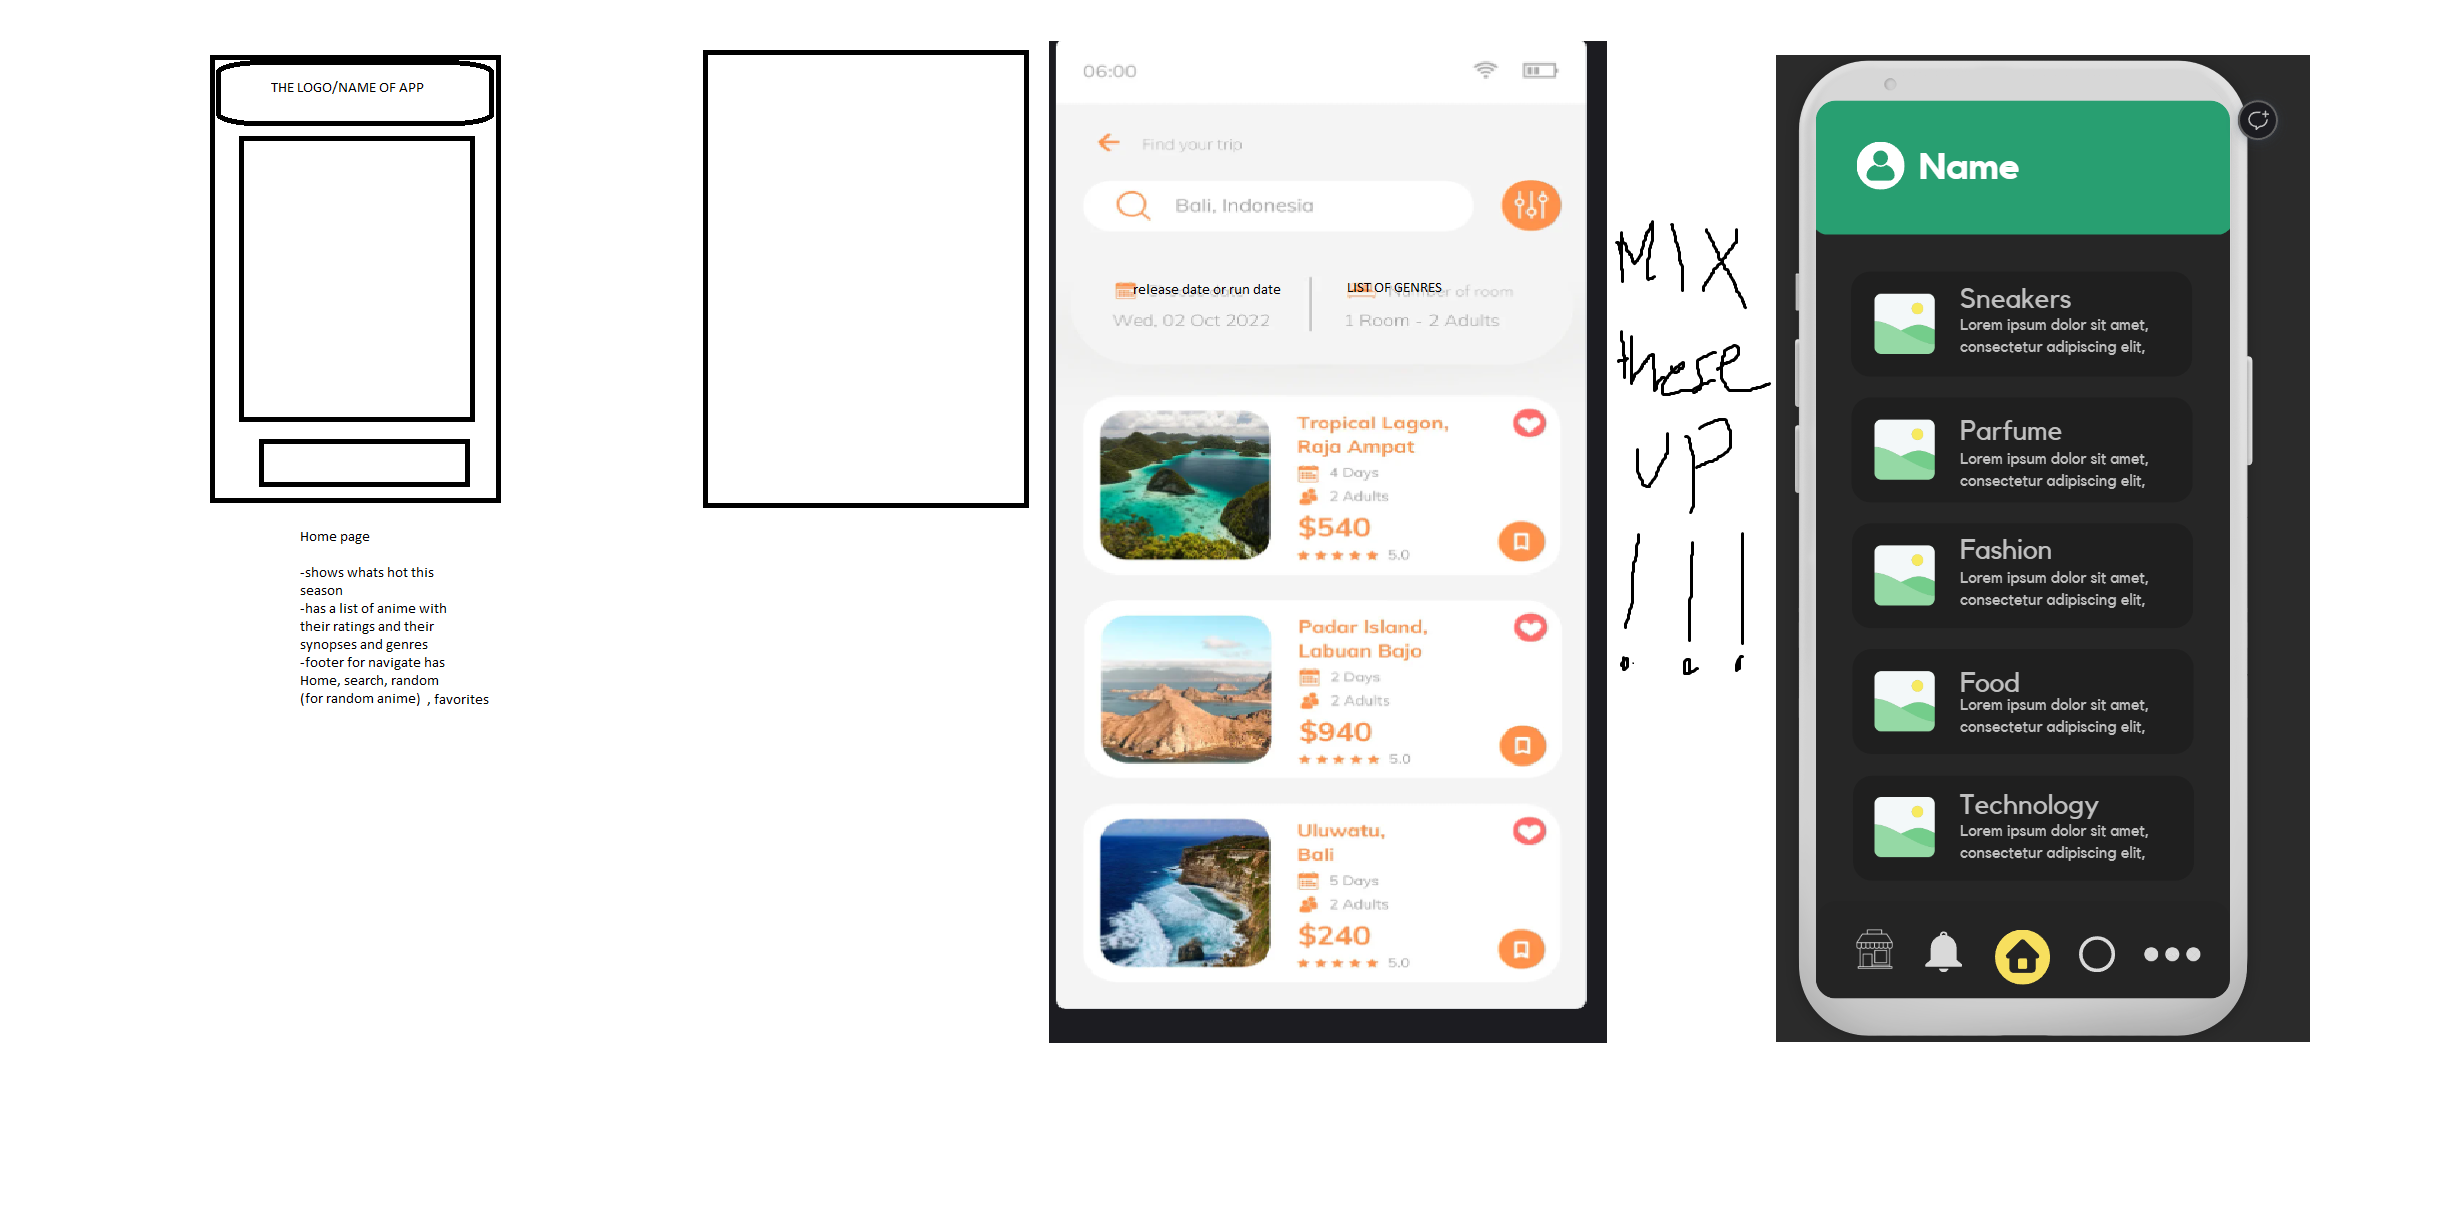 THE LOGO/NAME OF APP
Home page
-shows whats hot this
season
-has a list of anime with
their ratings and their
synopses and genres
-footer for navigate has
Home, search, random
(for random anime) , favorites
06:00
Find your trip
Bali, Indonesia
release date or run date
LIST OF GENRES
Number of room
Wed, 02 Oct 2022
1 Room - 2 Adults
Tropical Lagon,
Raja Ampat
4 Days
2 Adults
$540
5.0
Padar Island,
Labuan Bajo
2 Days
2 Adults
$940
5.0
Uluwatu,
Bali
5 Days
2 Adults
$240
5.0
MIX
these
UP
!!!
Name
Sneakers
Lorem ipsum dolor sit amet,
consectetur adipiscing elit,
Parfume
Lorem ipsum dolor sit amet,
consectetur adipiscing elit,
Fashion
Lorem ipsum dolor sit amet,
consectetur adipiscing elit,
Food
Lorem ipsum dolor sit amet,
consectetur adipiscing elit,
Technology
Lorem ipsum dolor sit amet,
consectetur adipiscing elit,